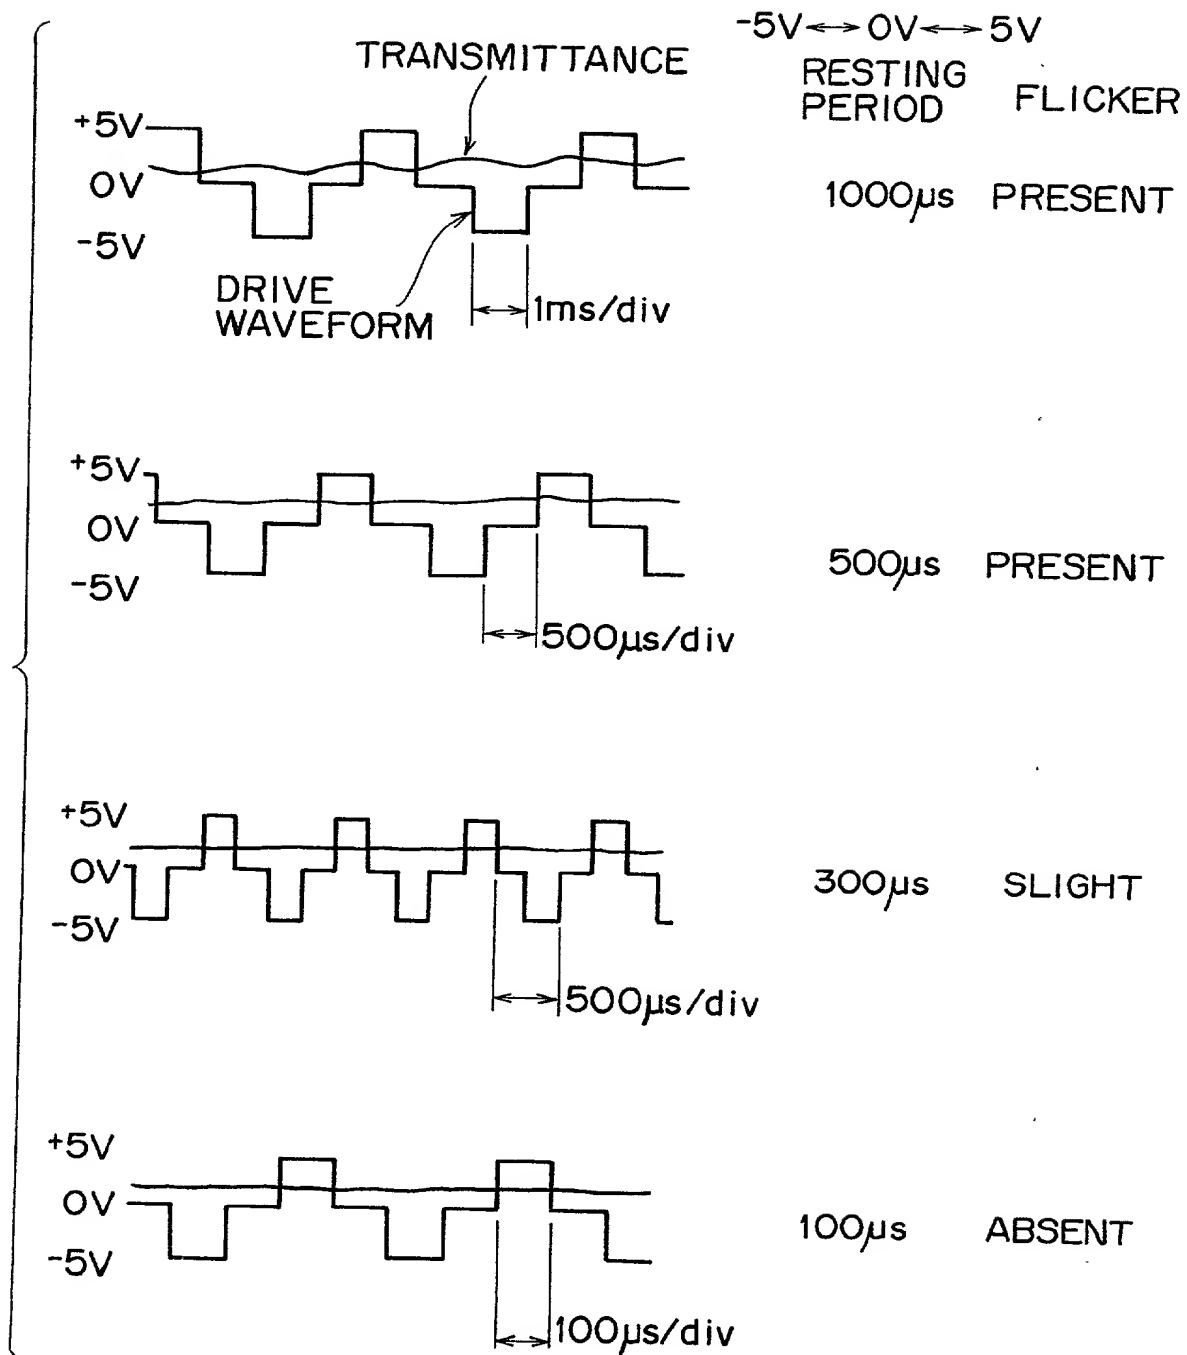 -5V↔0V↔5V
RESTING PERIOD
FLICKER
TRANSMITTANCE
+5V
0V
-5V
1000μs PRESENT
DRIVE WAVEFORM
1ms/div
+5V
0V
-5V
500μs PRESENT
500μs/div
+5V
0V
-5V
300μs SLIGHT
500μs/div
+5V
0V
-5V
100μs ABSENT
100μs/div